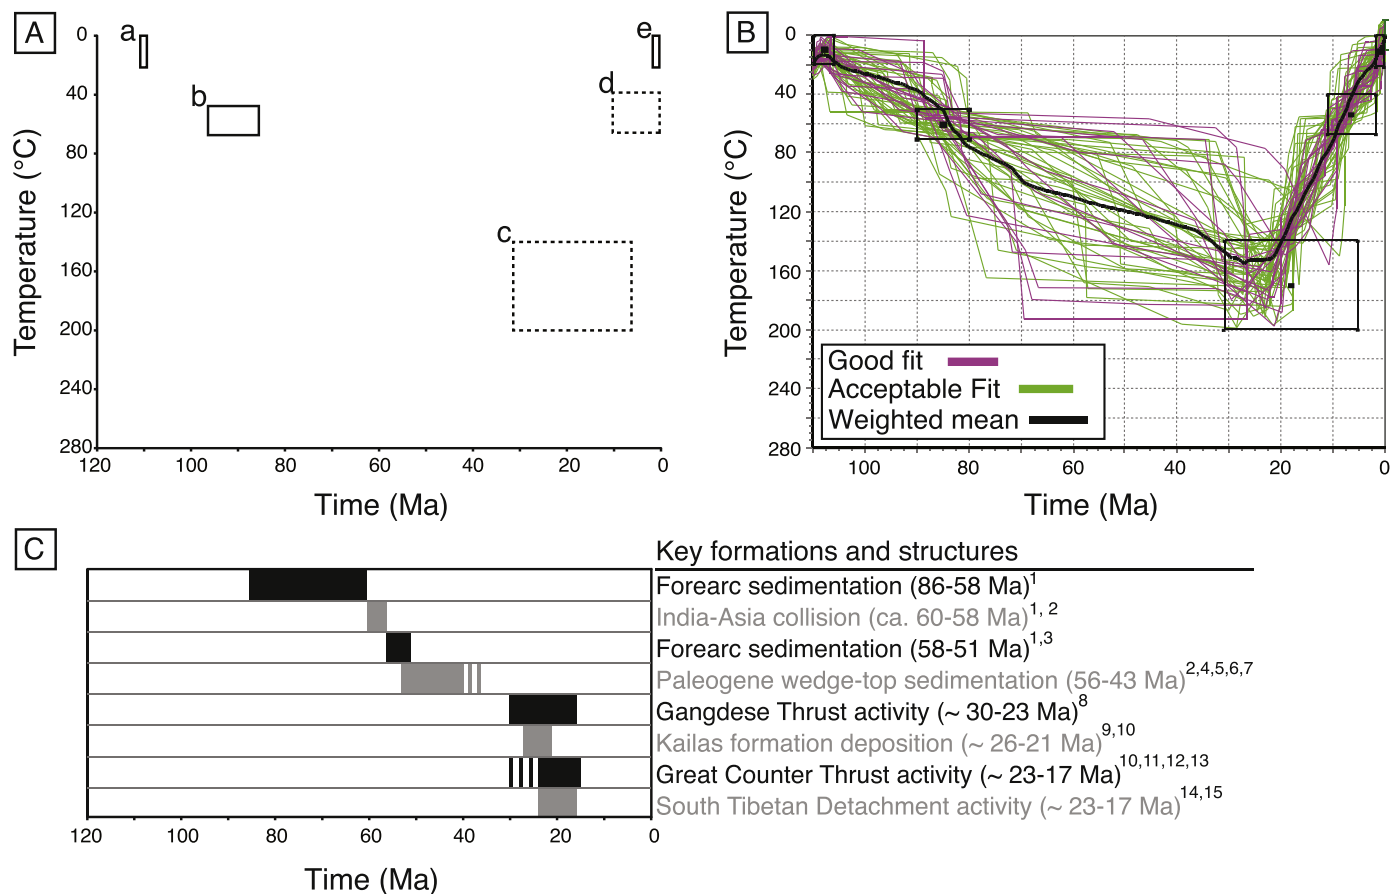 A
a
b
c
d
e
0
40
80
120
160
200
240
280
120 100 80 60 40 20 0
Temperature (°C)
Time (Ma)
B
0
40
80
120
160
200
240
280
100 80 60 40 20 0
Temperature (°C)
Time (Ma)
Good fit
Acceptable Fit
Weighted mean
C
Key formations and structures
Forearc sedimentation (86-58 Ma)1
India-Asia collision (ca. 60-58 Ma)1, 2
Forearc sedimentation (58-51 Ma)1,3
Paleogene wedge-top sedimentation (56-43 Ma)2,4,5,6,7
Gangdese Thrust activity (~ 30-23 Ma)8
Kailas formation deposition (~ 26-21 Ma)9,10
Great Counter Thrust activity (~ 23-17 Ma)10,11,12,13
South Tibetan Detachment activity (~ 23-17 Ma)14,15
120 100 80 60 40 20 0
Time (Ma)